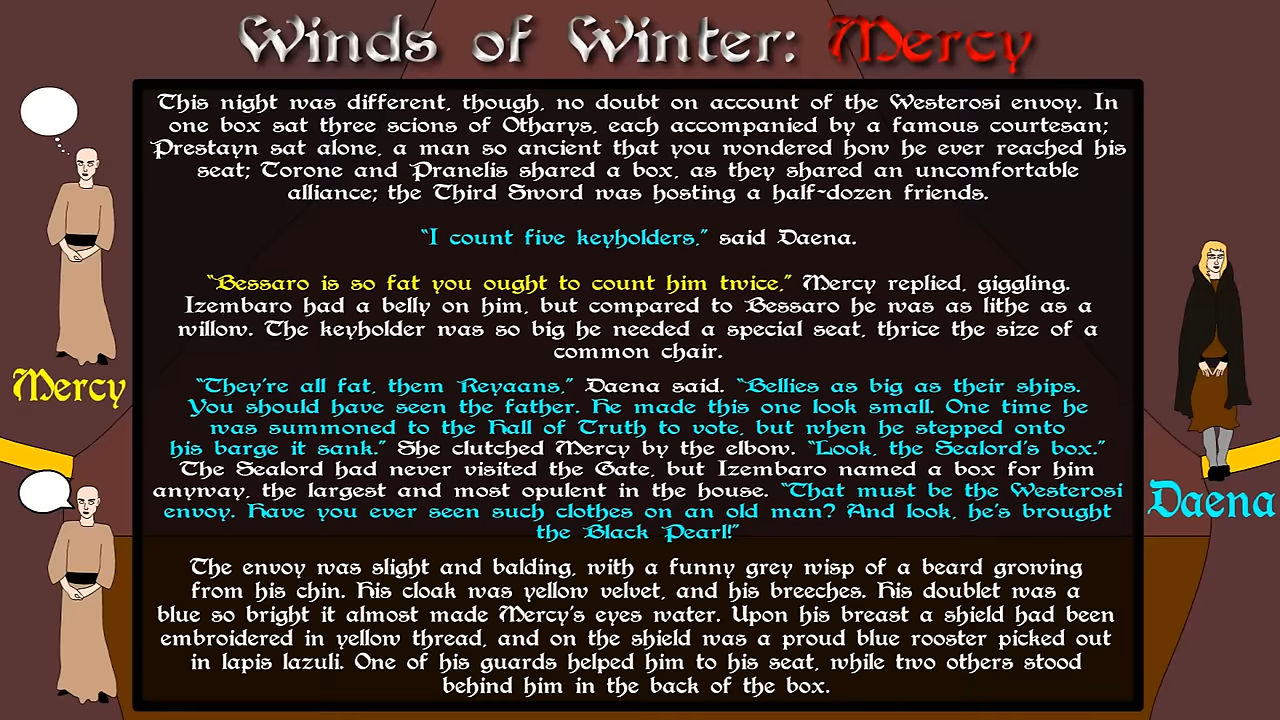 Winds of Winter: Mercy
This night was different, though, no doubt on account of the Westerosi envoy. In
one box sat three scions of Otharys, each accompanied by a famous courtesan;
Prestayn sat alone, a man so ancient that you wondered how he ever reached his
seat; Torone and Pranelis shared a box, as they shared an uncomfortable
alliance; the Third Sword was hosting a half-dozen friends.
“I count five keyholders,” said Daena.
“Bessaro is so fat you ought to count him twice,” Mercy replied, giggling.
Izembaro had a belly on him, but compared to Bessaro he was as lithe as a
willow. The keyholder was so big he needed a special seat, thrice the size of a
common chair.
Mercy
“They’re all fat, them Reyaans,” Daena said. “Bellies as big as their ships.
You should have seen the father. He made this one look small. One time he
was summoned to the Hall of Truth to vote, but when he stepped onto
his barge it sank.” She clutched Mercy by the elbow. “Look, the Sealord’s box.”
The Sealord had never visited the Gate, but Izembaro named a box for him
anyway, the largest and most opulent in the house. “That must be the Westerosi
envoy. Have you ever seen such clothes on an old man? And look, he’s brought
the Black Pearl!”
Daena
The envoy was slight and balding, with a funny grey wisp of a beard growing
from his chin. His cloak was yellow velvet, and his breeches. His doublet was a
blue so bright it almost made Mercy’s eyes water. Upon his breast a shield had been
embroidered in yellow thread, and on the shield was a proud blue rooster picked out
in lapis lazuli. One of his guards helped him to his seat, while two others stood
behind him in the back of the box.